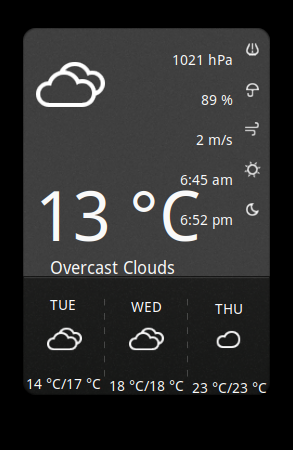 1021 hPa
89 %
2 m/s
6:45 am
13 °C
6:52 pm
Overcast Clouds
TUE
WED
THU
14 °C/17 °C
18 °C/18 °C
23 °C/23 °C